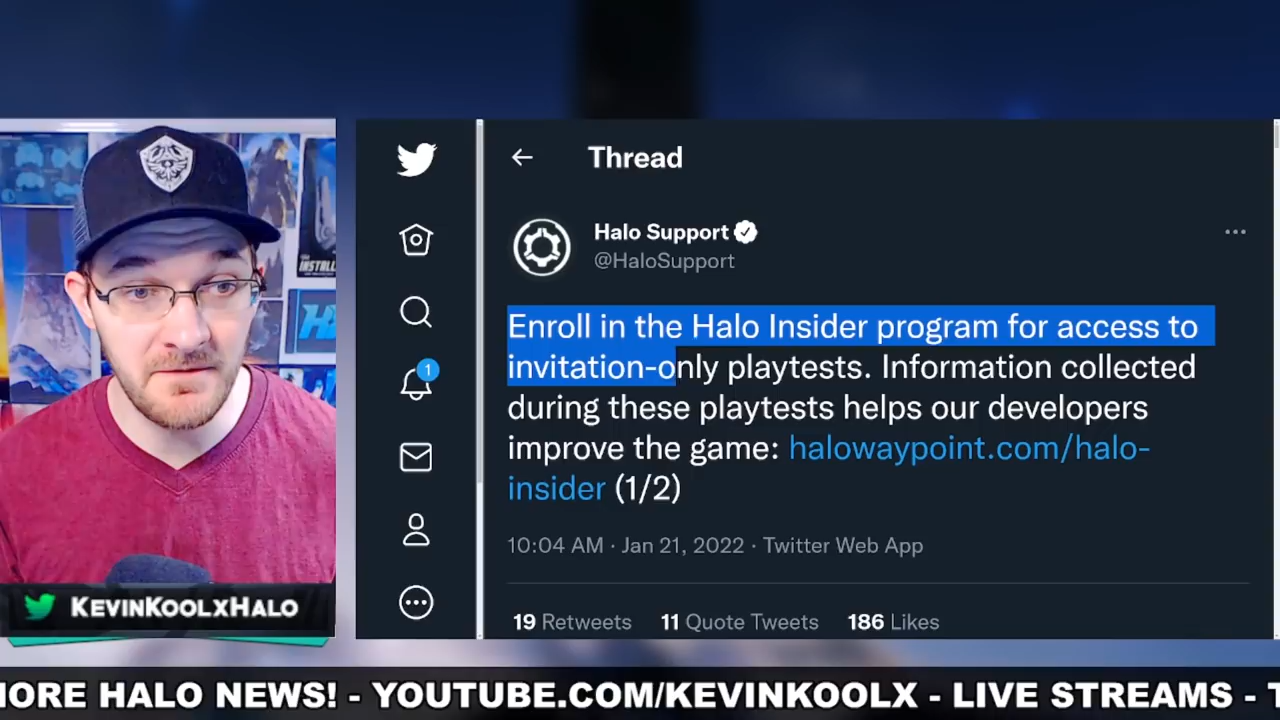 Thread
Halo Support
@HaloSupport
Enroll in the Halo Insider program for access to
invitation-only playtests. Information collected
during these playtests helps our developers
improve the game: halowaypoint.com/halo-
insider (1/2)
10:04 AM · Jan 21, 2022 · Twitter Web App
19 Retweets 11 Quote Tweets 186 Likes
1
INSTALL
KEVINKOOLXHALO
MORE HALO NEWS! - YOUTUBE.COM/KEVINKOOLX - LIVE STREAMS - T